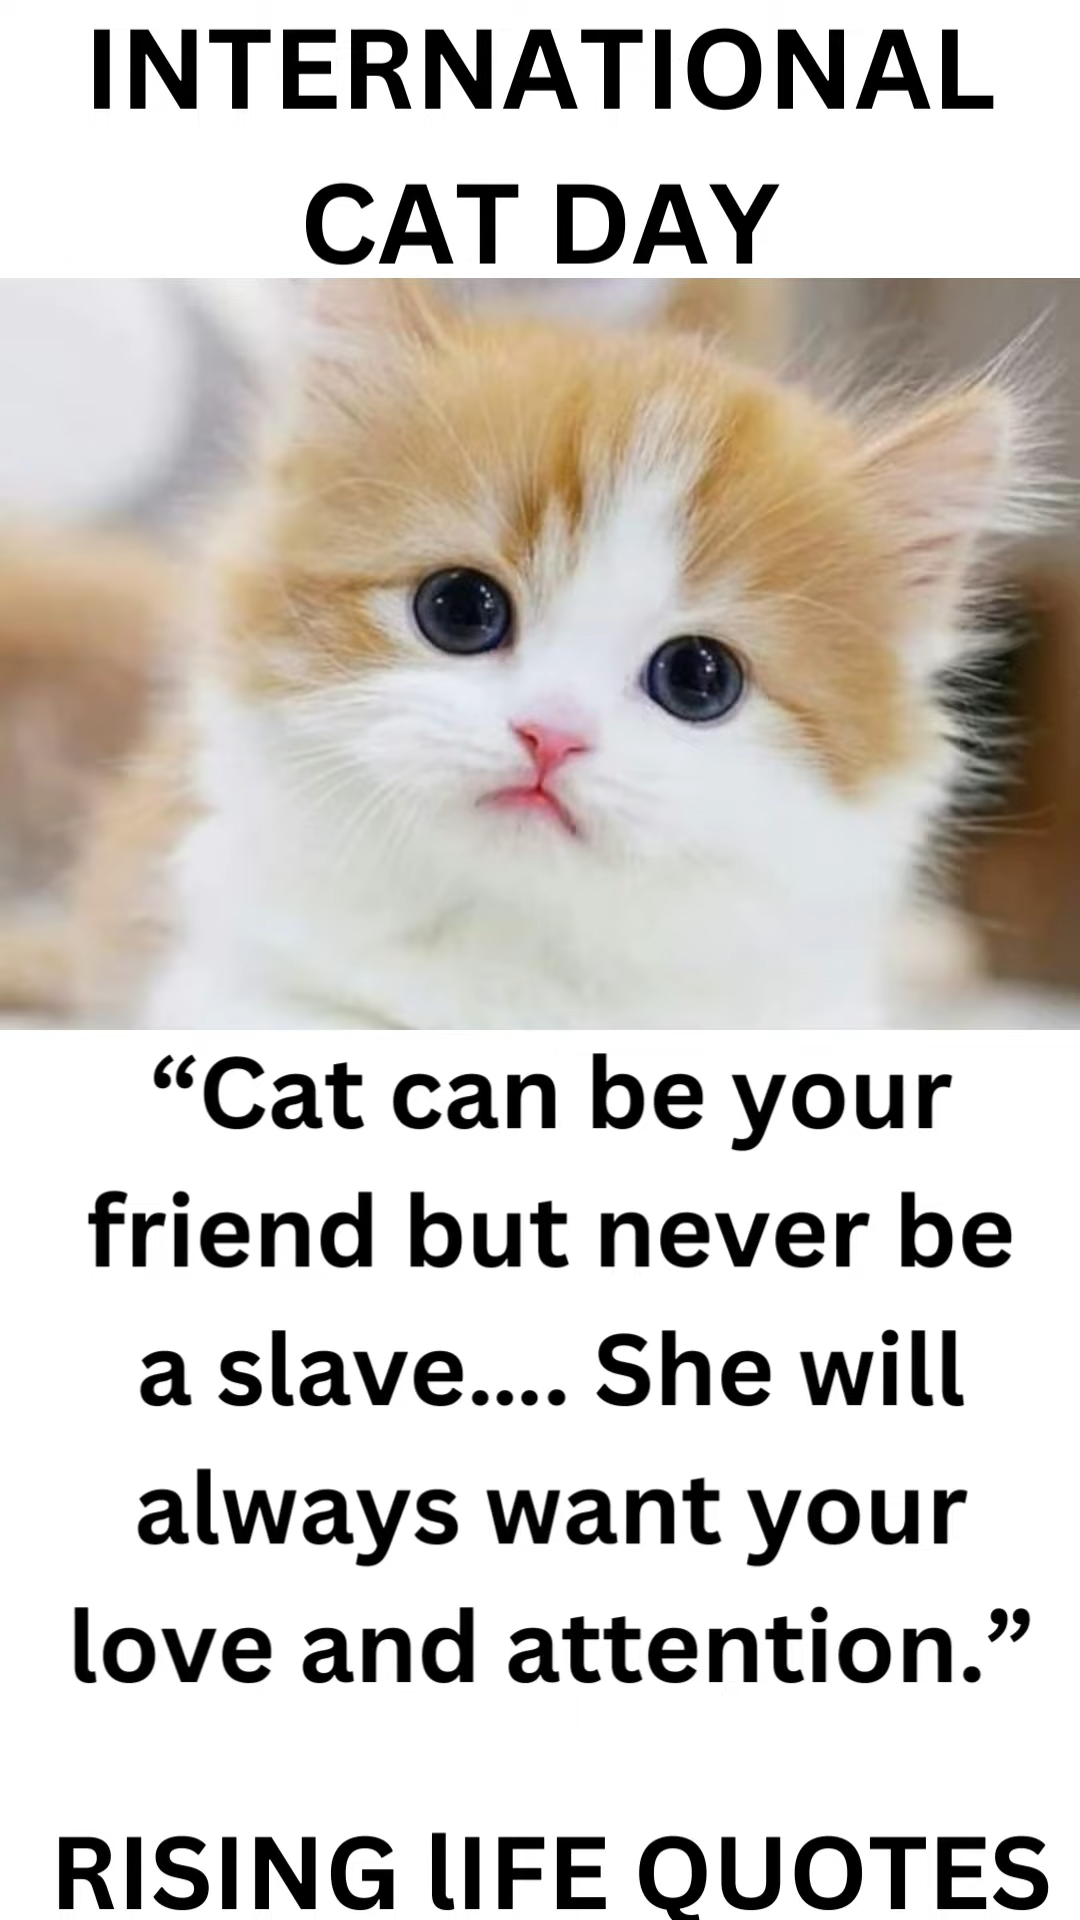 INTERNATIONAL
CAT DAY
“Cat can be your
friend but never be
a slave.... She will
always want your
love and attention.”
RISING lIFE QUOTES